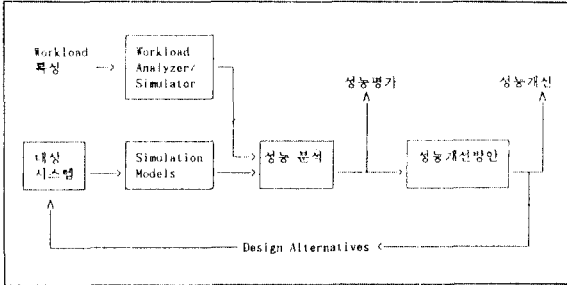 Workload
특성
Workload
Analyzer/
Simulator
성능평가
성능개선
대상
시스템
Simulation
Models
성능 분석
성능개선방안
Design Alternatives